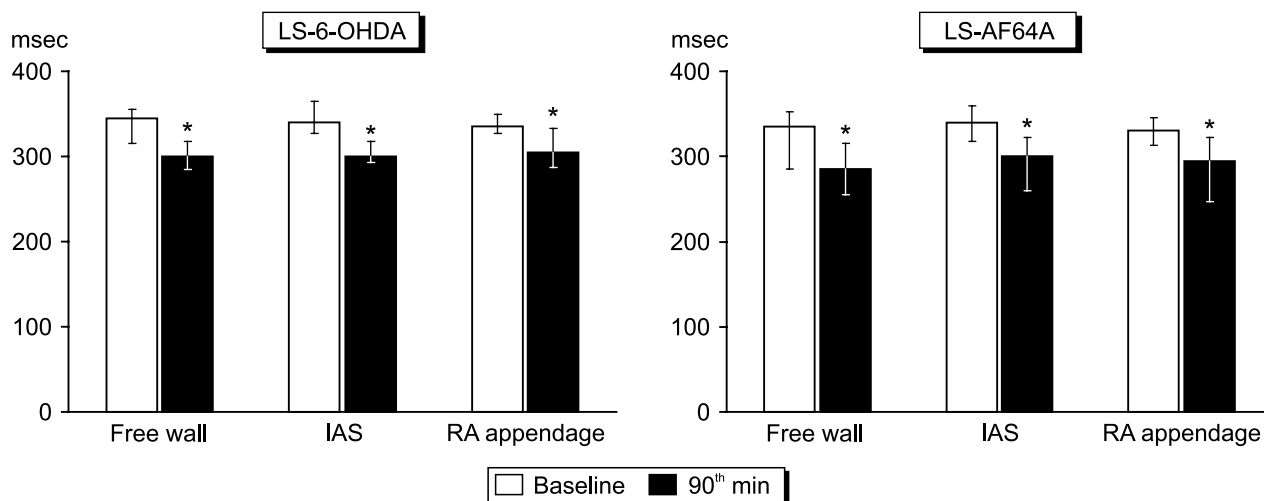 LS-6-OHDA
msec
400
300
200
100
0
* * *
Free wall IAS RA appendage
LS-AF64A
msec
400
300
200
100
0
* * *
Free wall IAS RA appendage
Baseline 90th min